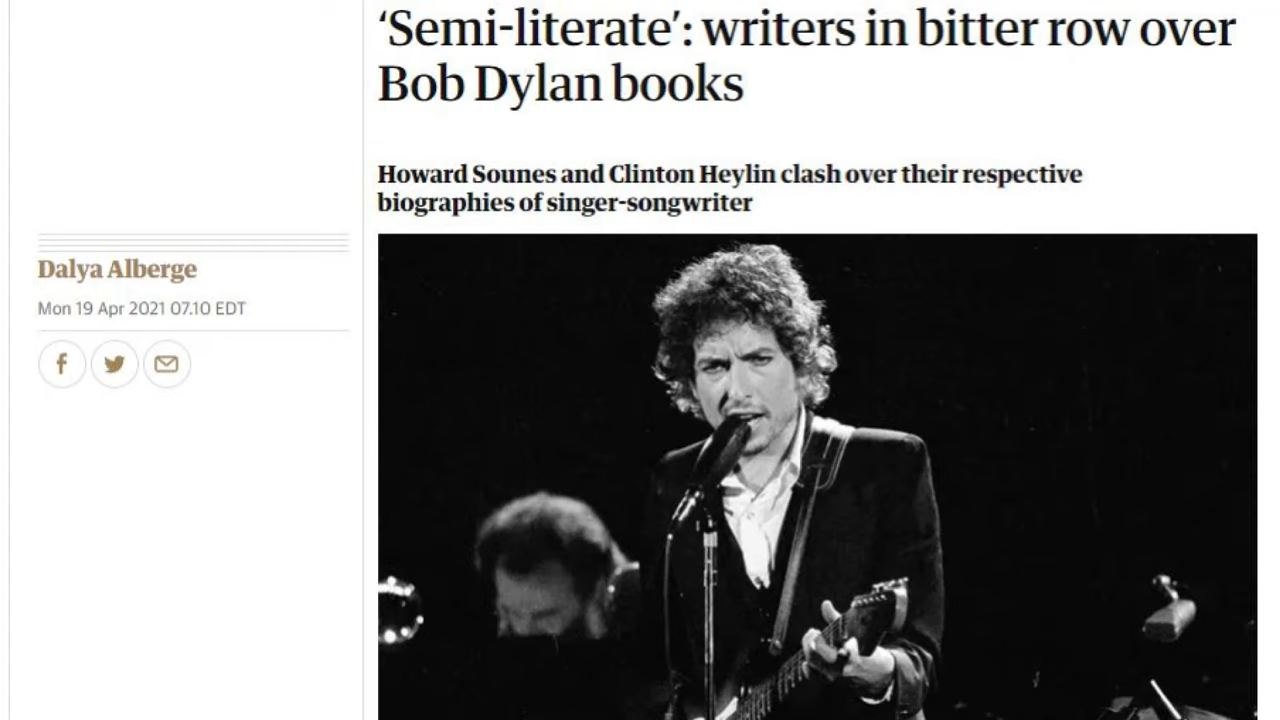 ‘Semi-literate’: writers in bitter row over
Bob Dylan books
Howard Sounes and Clinton Heylin clash over their respective
biographies of singer-songwriter
Dalya Alberge
Mon 19 Apr 2021 07.10 EDT